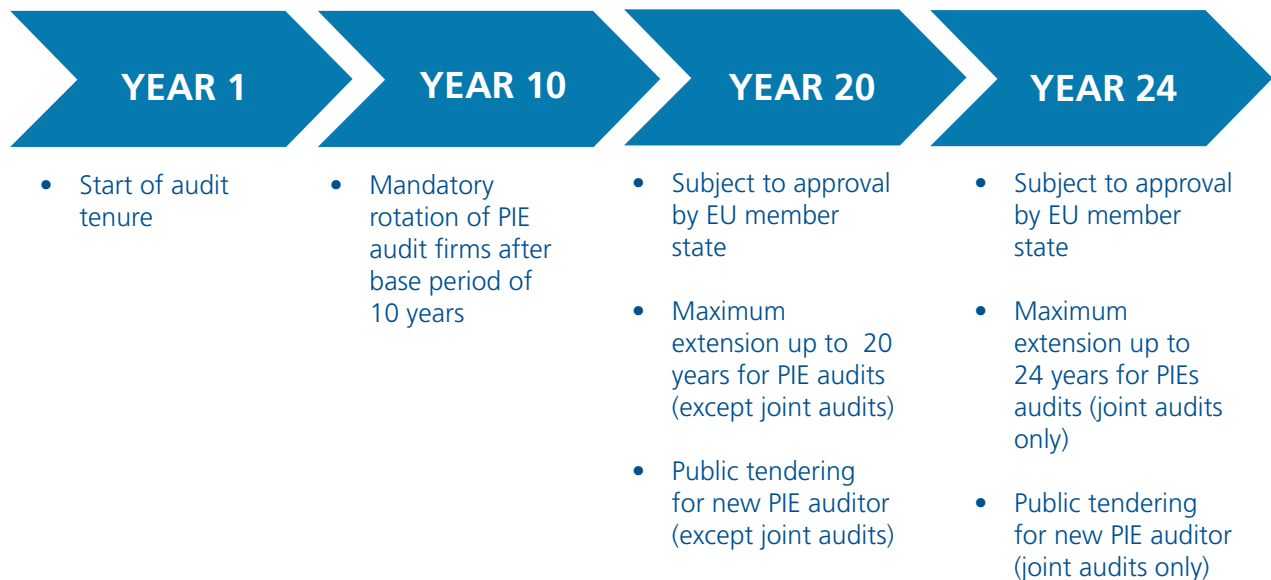 YEAR 1
• Start of audit
tenure
YEAR 10
• Mandatory
rotation of PIE
audit firms after
base period of
10 years
YEAR 20
• Subject to approval
by EU member
state
• Maximum
extension up to 20
years for PIE audits
(except joint audits)
• Public tendering
for new PIE auditor
(except joint audits)
YEAR 24
• Subject to approval
by EU member
state
• Maximum
extension up to
24 years for PIEs
audits (joint audits
only)
• Public tendering
for new PIE auditor
(joint audits only)